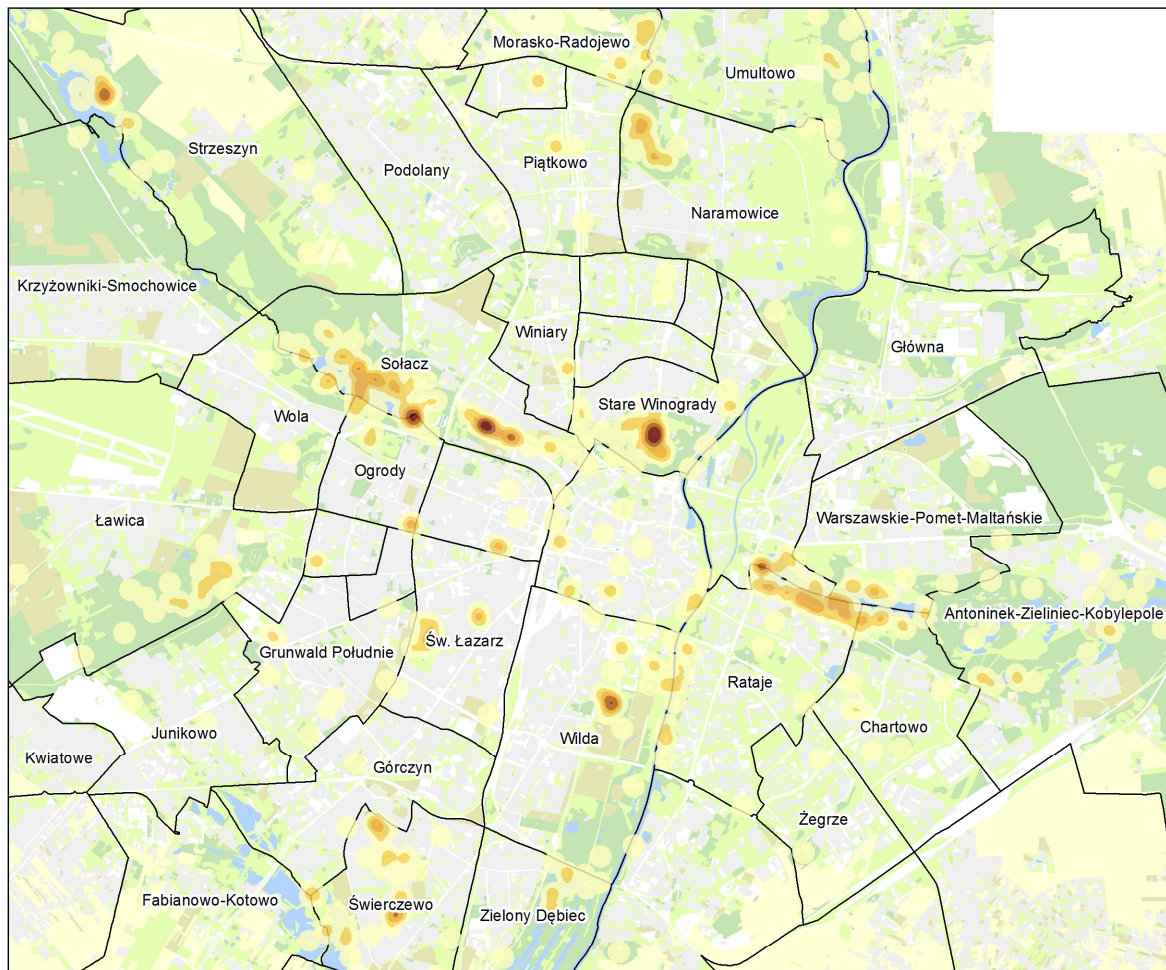 Morasko-Radojewo
Umultowo
Strzeszyn
Podolany
Piątkowo
Naramowice
Krzyżowniki-Smochowice
Winiary
Główna
Sołacz
Wola
Stare Winogrady
Ogrody
Ławica
Warszawskie-Pomet-Maltańskie
Antoninek-Zieliniec-Kobylepole
Grunwald Południe
Św. Łazarz
Rataje
Junikowo
Chartowo
Wilda
Kwiatowe
Górczyn
Żegrze
Fabianowo-Kotowo
Świerczewo
Zielony Dębiec